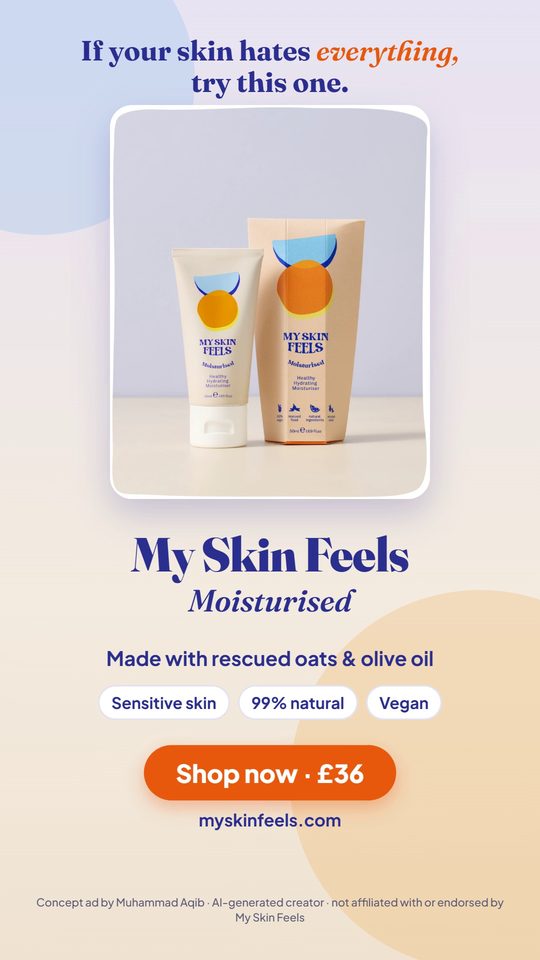 If your skin hates everything,
try this one.
MY SKIN
FEELS
Moisturised
Healthy
Hydrating
Moisturiser
MY SKIN
FEELS
Moisturised
Healthy
Hydrating
Moisturiser
My Skin Feels
Moisturised
Made with rescued oats & olive oil
Sensitive skin
99% natural
Vegan
Shop now · £36
myskinfeels.com
Concept ad by Muhammad Aqib · AI-generated creator · not affiliated with or endorsed by
My Skin Feels